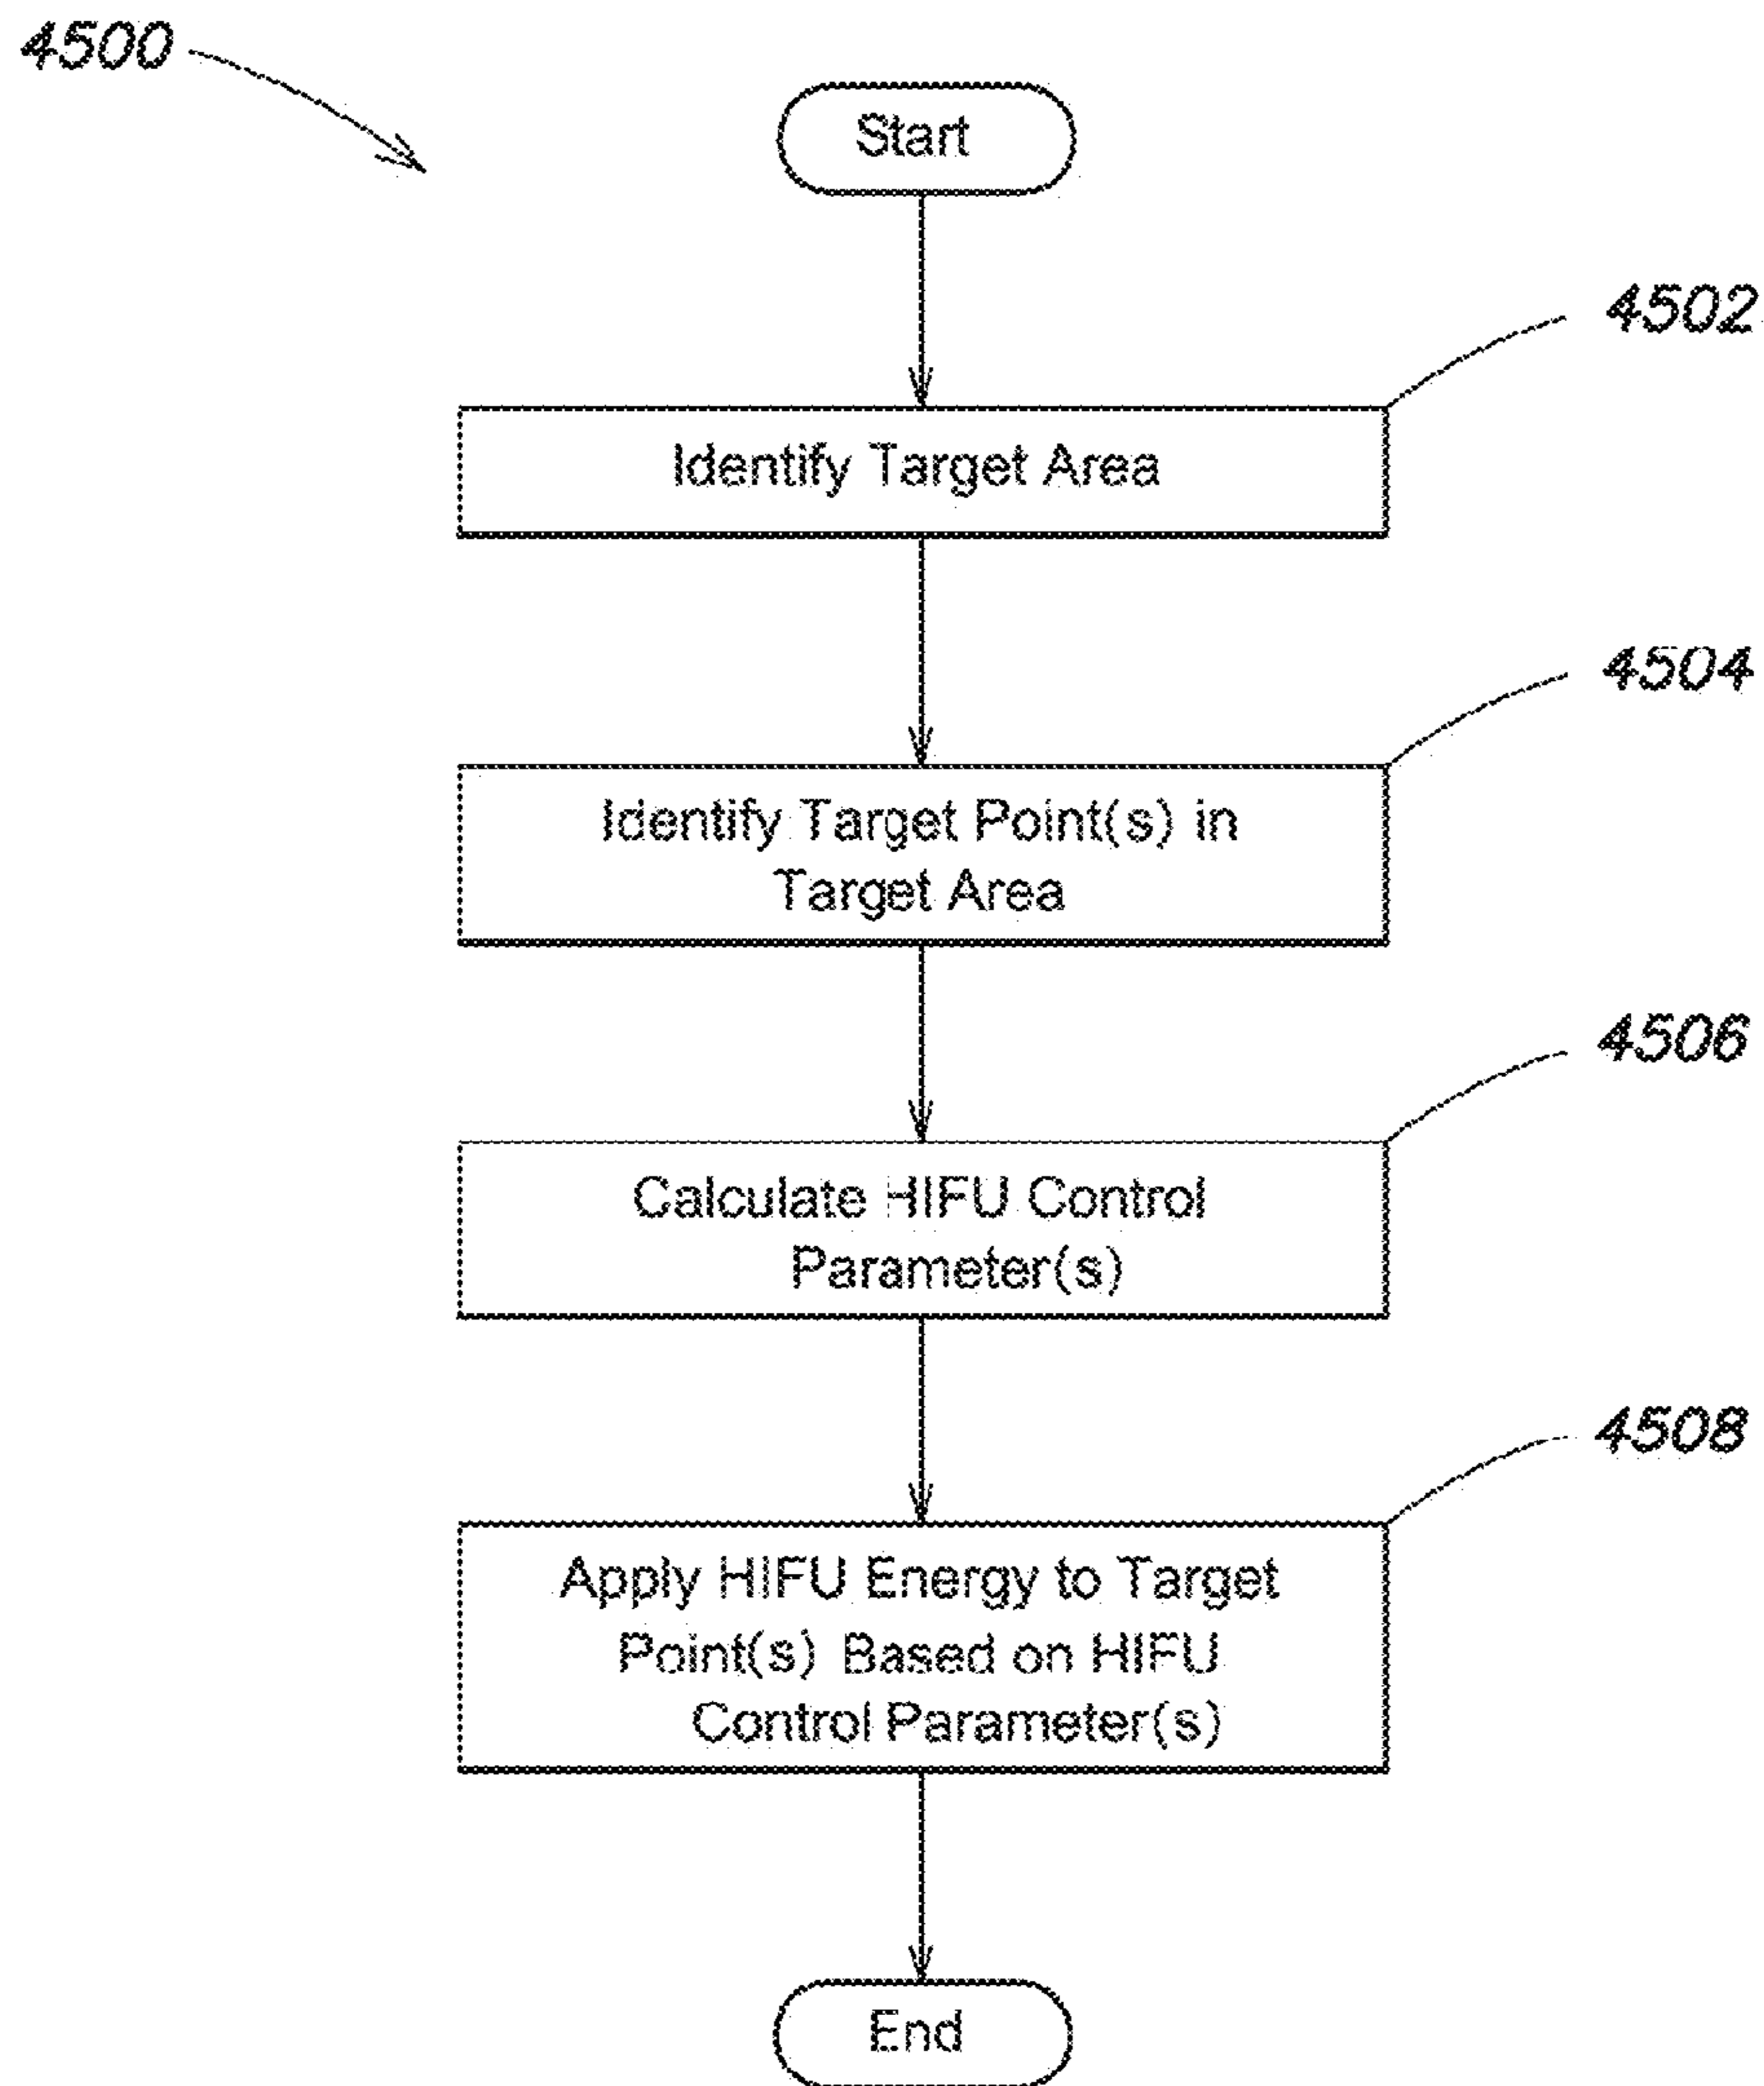 4500
Start
4502
Identify Target Area
4504
Identify Target Point(s) in
Target Area
4506
Calculate HIFU Control
Parameter(s)
4508
Apply HIFU Energy to Target
Point(s) Based on HIFU
Control Parameter(s)
End